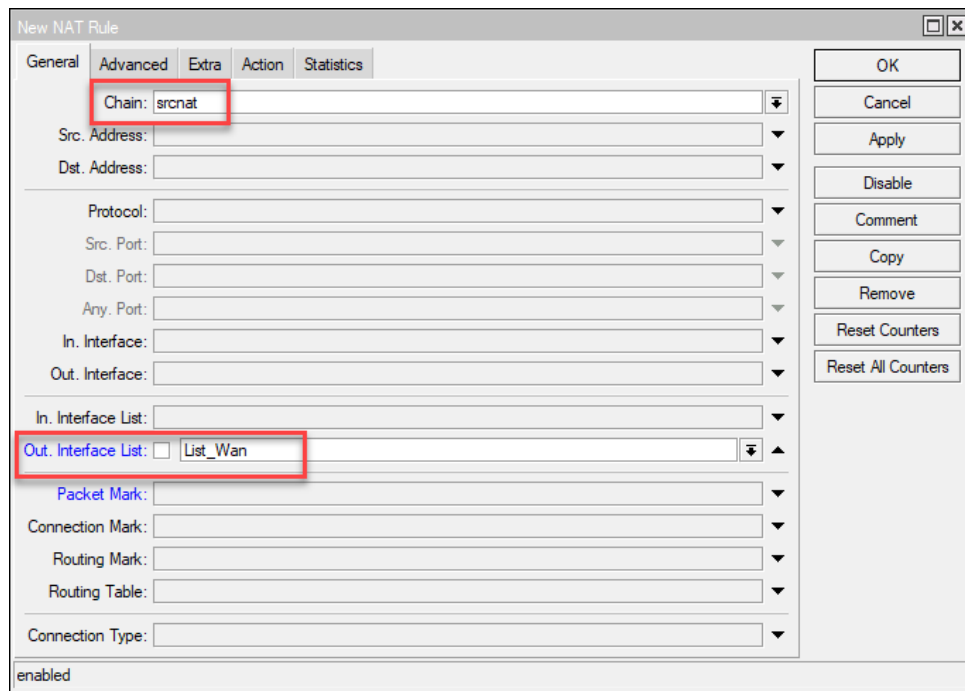 New NAT Rule
General Advanced Extra Action Statistics
OK
Chain: srcnat
Cancel
Src. Address:
Apply
Dst. Address:
Disable
Protocol:
Comment
Src. Port:
Copy
Dst. Port:
Remove
Any. Port:
Reset Counters
In. Interface:
Reset All Counters
Out. Interface:
In. Interface List:
Out. Interface List: List_Wan
Packet Mark:
Connection Mark:
Routing Mark:
Routing Table:
Connection Type:
enabled